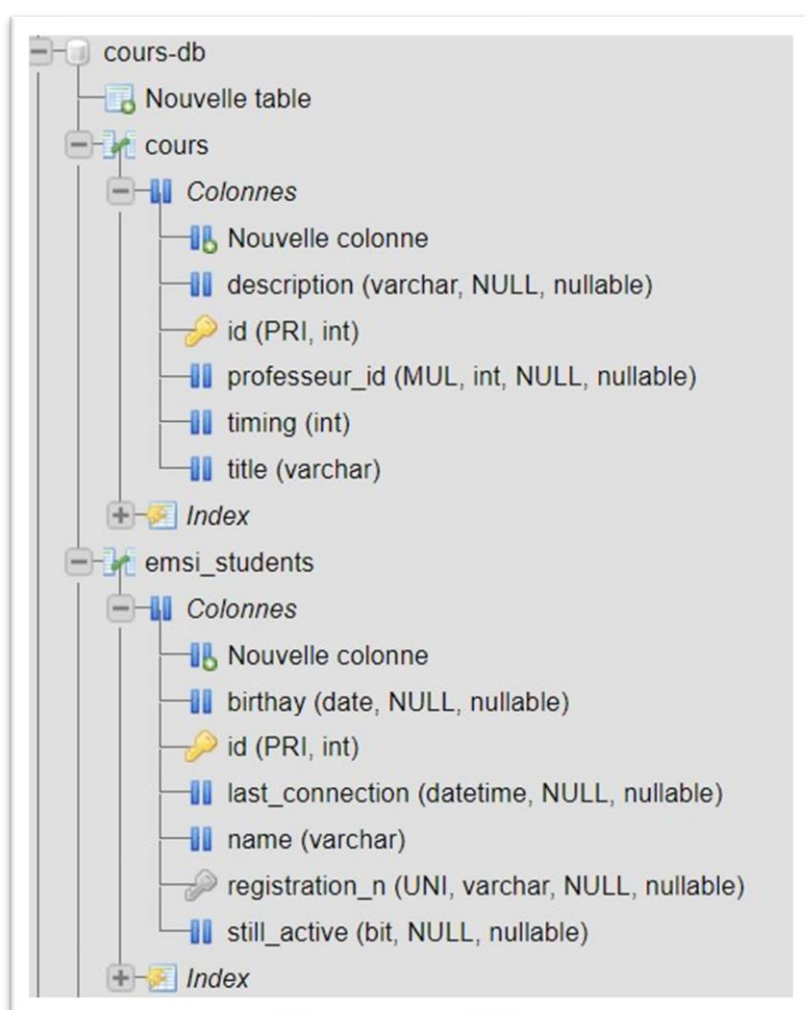 cours-db
Nouvelle table
cours
Colonnes
Nouvelle colonne
description (varchar, NULL, nullable)
id (PRI, int)
professeur_id (MUL, int, NULL, nullable)
timing (int)
title (varchar)
Index
emsi_students
Colonnes
Nouvelle colonne
birthay (date, NULL, nullable)
id (PRI, int)
last_connection (datetime, NULL, nullable)
name (varchar)
registration_n (UNI, varchar, NULL, nullable)
still_active (bit, NULL, nullable)
Index